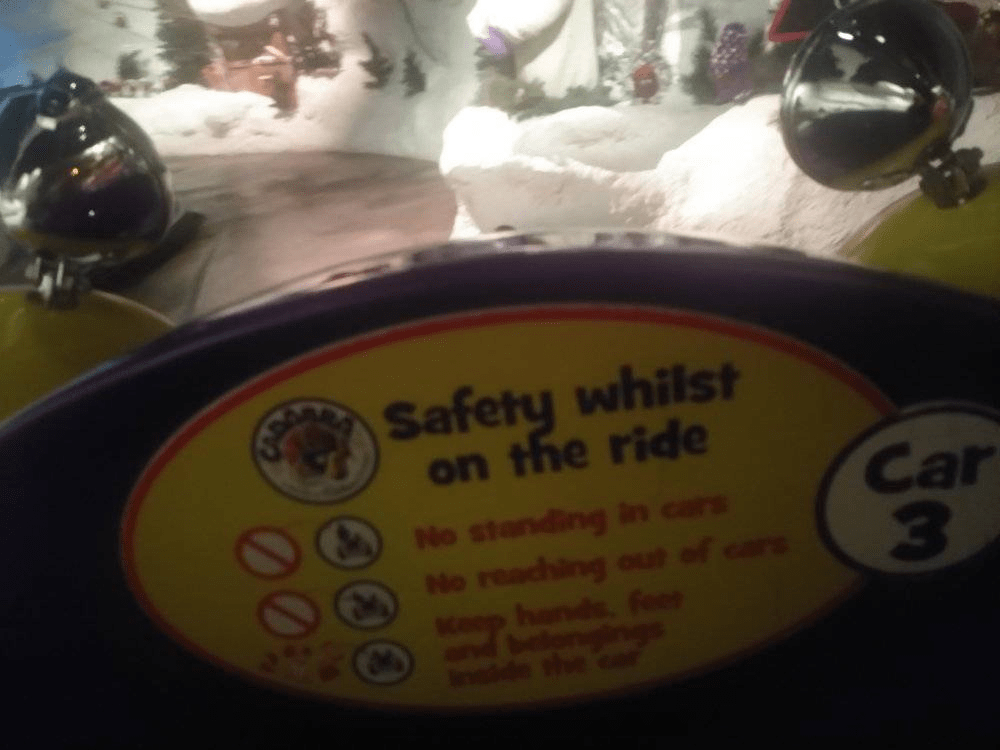 CADABRA
Safety whilst
on the ride
No standing in cars
No reaching out of cars
Keep hands, feet
and belongings
inside the car
Car
3